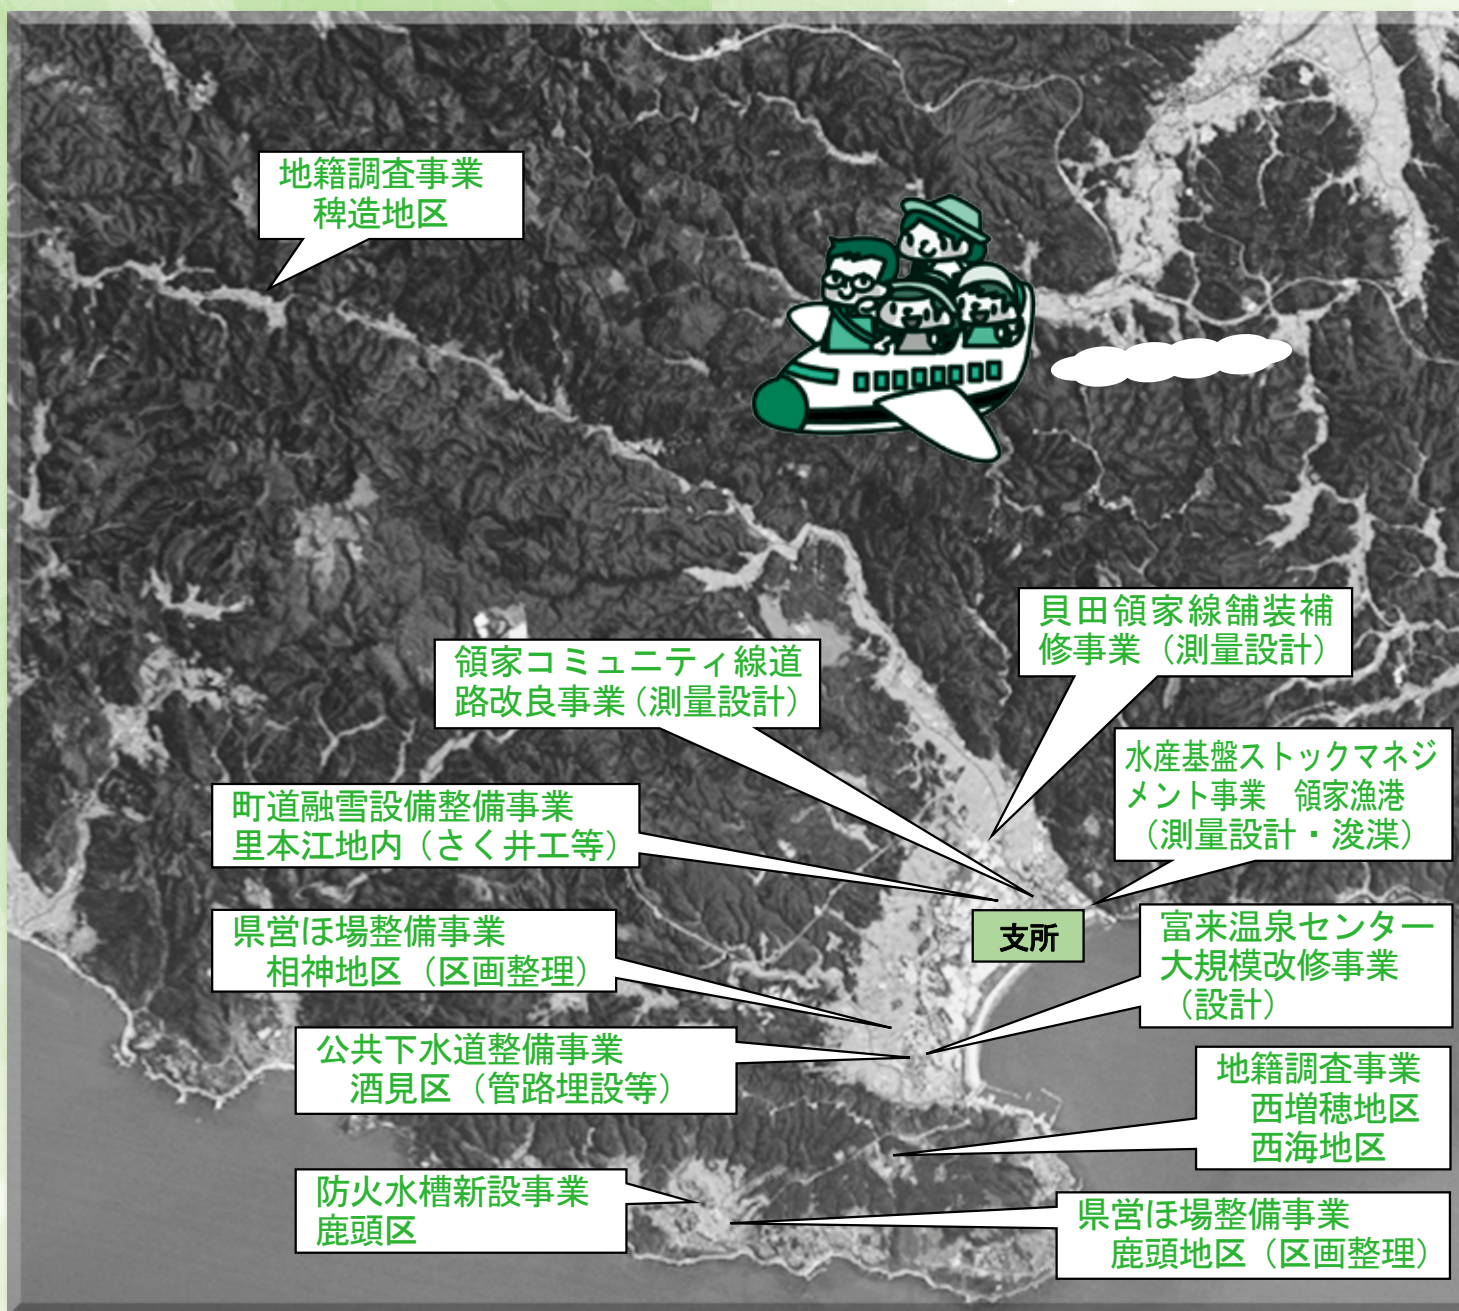 地籍調査事業
稗造地区
貝田領家線舗装補
修事業（測量設計）
領家コミュニティ線道
路改良事業（測量設計）
水産基盤ストックマネジ
メント事業　領家漁港
（測量設計・浚渫）
町道融雪設備整備事業
里本江地内（さく井工等）
支所
県営ほ場整備事業
相神地区（区画整理）
富来温泉センター
大規模改修事業
（設計）
公共下水道整備事業
酒見区（管路埋設等）
地籍調査事業
西増穂地区
西海地区
防火水槽新設事業
鹿頭区
県営ほ場整備事業
鹿頭地区（区画整理）